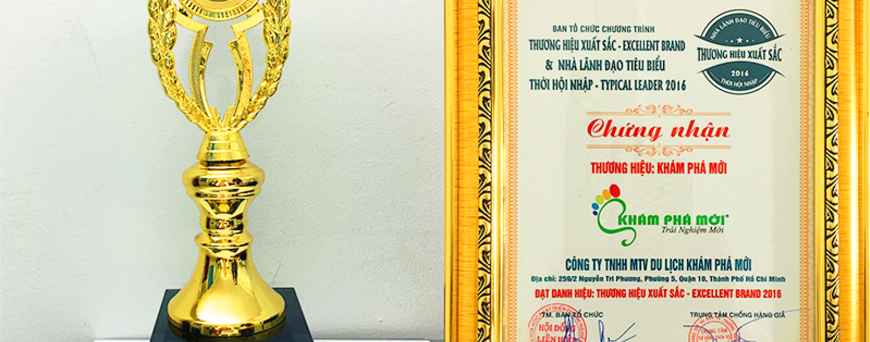 BAN TỔ CHỨC CHƯƠNG TRÌNH
THƯƠNG HIỆU XUẤT SẮC - EXCELLENT BRAND
& NHÀ LÃNH ĐẠO TIÊU BIỂU
THỜI HỘI NHẬP - TYPICAL LEADER 2016
NHÀ LÃNH ĐẠO TIÊU BIỂU
THƯƠNG HIỆU XUẤT SẮC
2016
THỜI HỘI NHẬP
Chứng nhận
THƯƠNG HIỆU: KHÁM PHÁ MỚI
KHÁM PHÁ MỚI
Trải Nghiệm Mới
CÔNG TY TNHH MTV DU LỊCH KHÁM PHÁ MỚI
Địa chỉ: 259/2 Nguyễn Tri Phương, Phường 5, Quận 10, Thành Phố Hồ Chí Minh
ĐẠT DANH HIỆU: THƯƠNG HIỆU XUẤT SẮC - EXCELLENT BRAND 2016
TM. BAN TỔ CHỨC
TRUNG TÂM CHỐNG HÀNG GIẢ
HỘI ĐỒNG
LIÊN HIỆP
TRUNG TÂM